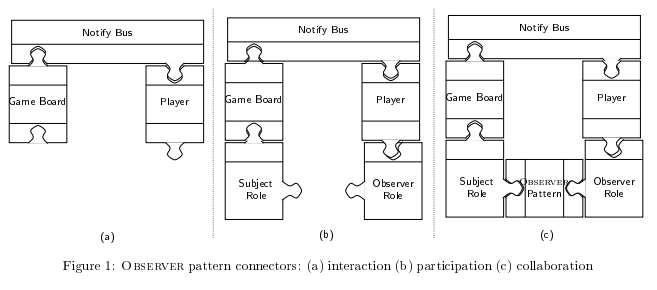 Notify Bus
Game Board
Player
(a)
Notify Bus
Game Board
Player
Subject
Role
Observer
Role
(b)
Notify Bus
Game Board
Player
Subject
Role
OBSERVER
Pattern
Observer
Role
(c)
Figure 1: OBSERVER pattern connectors: (a) interaction (b) participation (c) collaboration